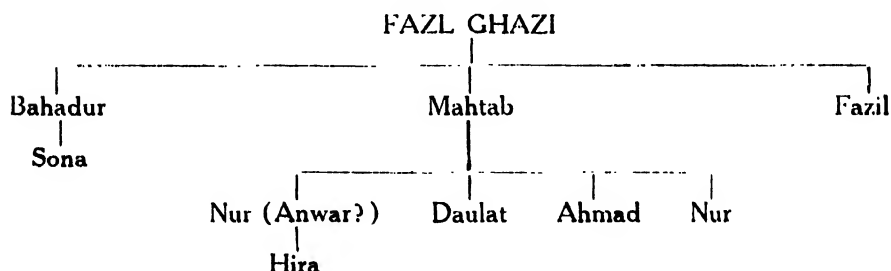 FAZL GHAZI
Bahadur Mahtab Fazil
Sona
Nur (Anwar?) Daulat Ahmad Nur
Hira